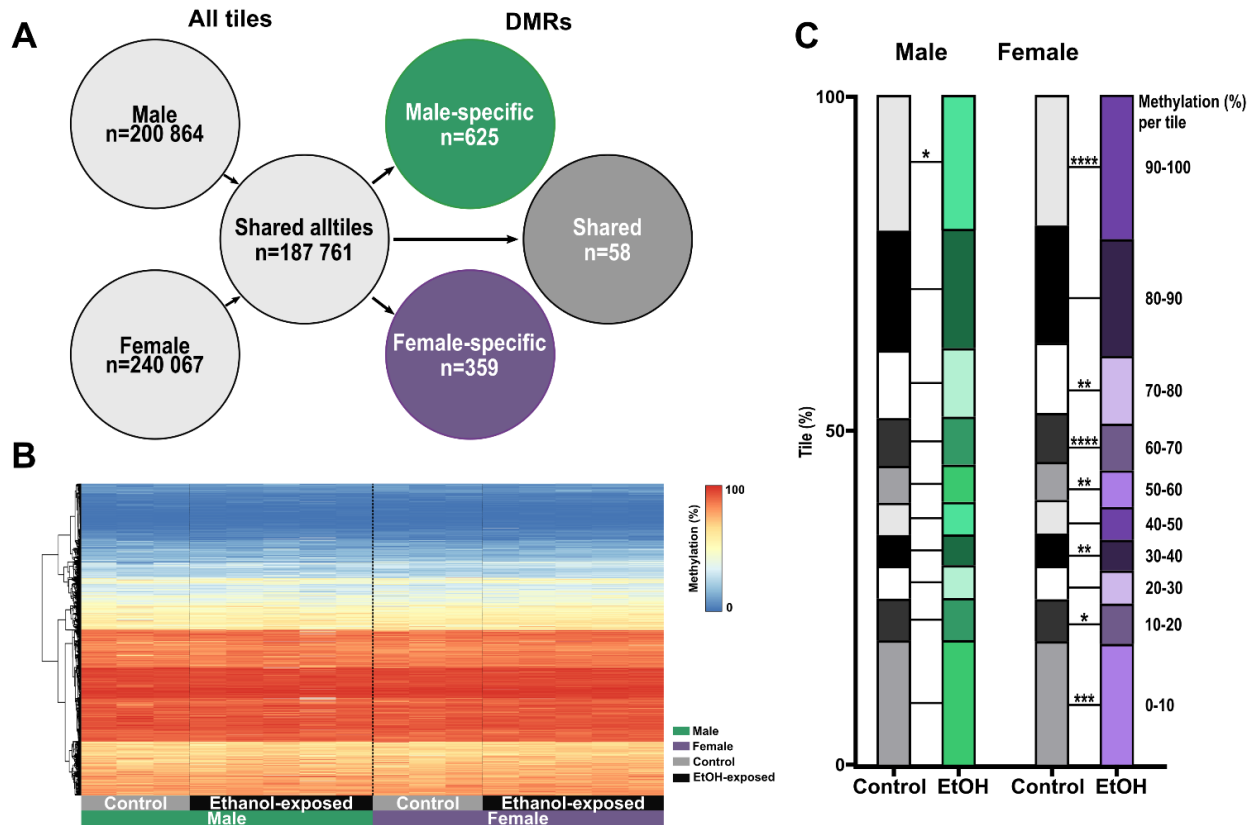 A
All tiles
DMRs
Male
n=200 864
Shared alltiles
n=187 761
Female
n=240 067
Male-specific
n=625
Shared
n=58
Female-specific
n=359
B
Methylation (%)
100
0
Male
Female
Control
EtOH-exposed
Control
Ethanol-exposed
Control
Ethanol-exposed
Male
Female
C
Male
Female
Methylation (%)
per tile
Tile (%)
100
50
0
*
****
90-100
80-90
**
70-80
****
60-70
**
50-60
40-50
**
30-40
20-30
*
10-20
***
0-10
Control
EtOH
Control
EtOH